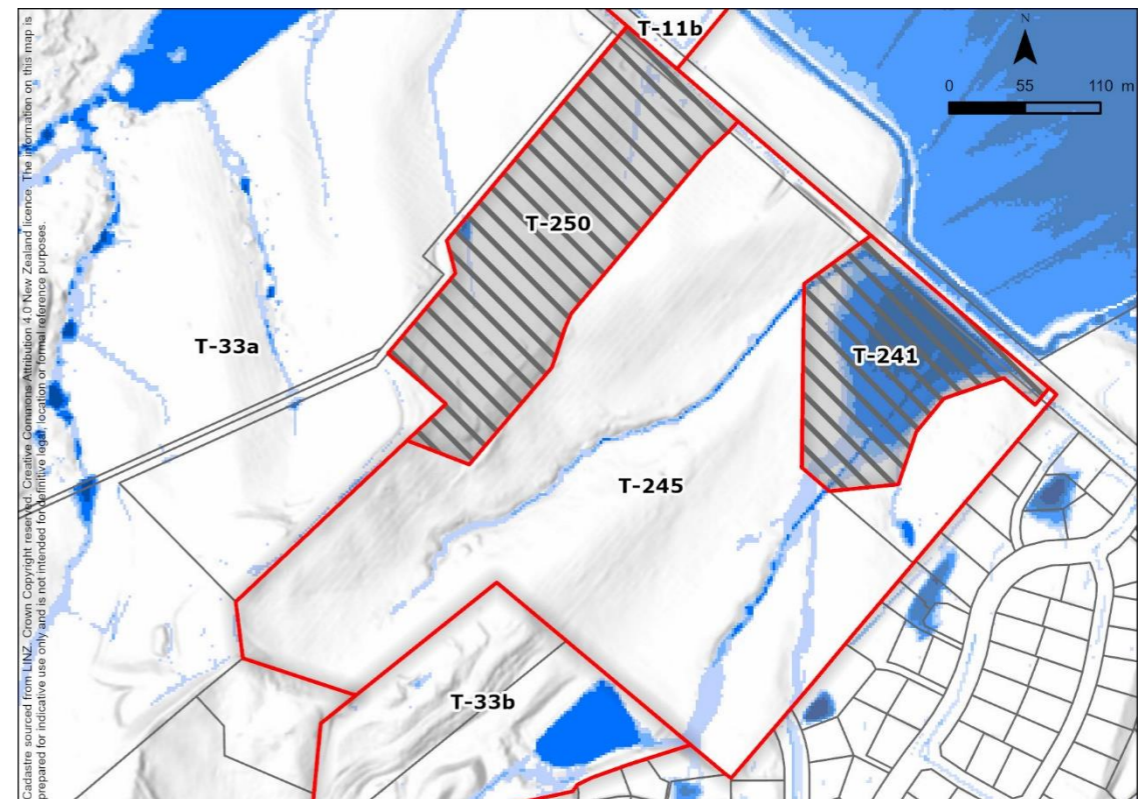 Cadastre sourced from LINZ. Crown Copyright reserved. Creative Commons Attribution 4.0 New Zealand licence. The information on this map is
prepared for indicative use only and is not intended for definitive legal, location or formal reference purposes.
T-11b
N
0 55 110 m
T-250
T-33a
T-241
T-245
T-33b